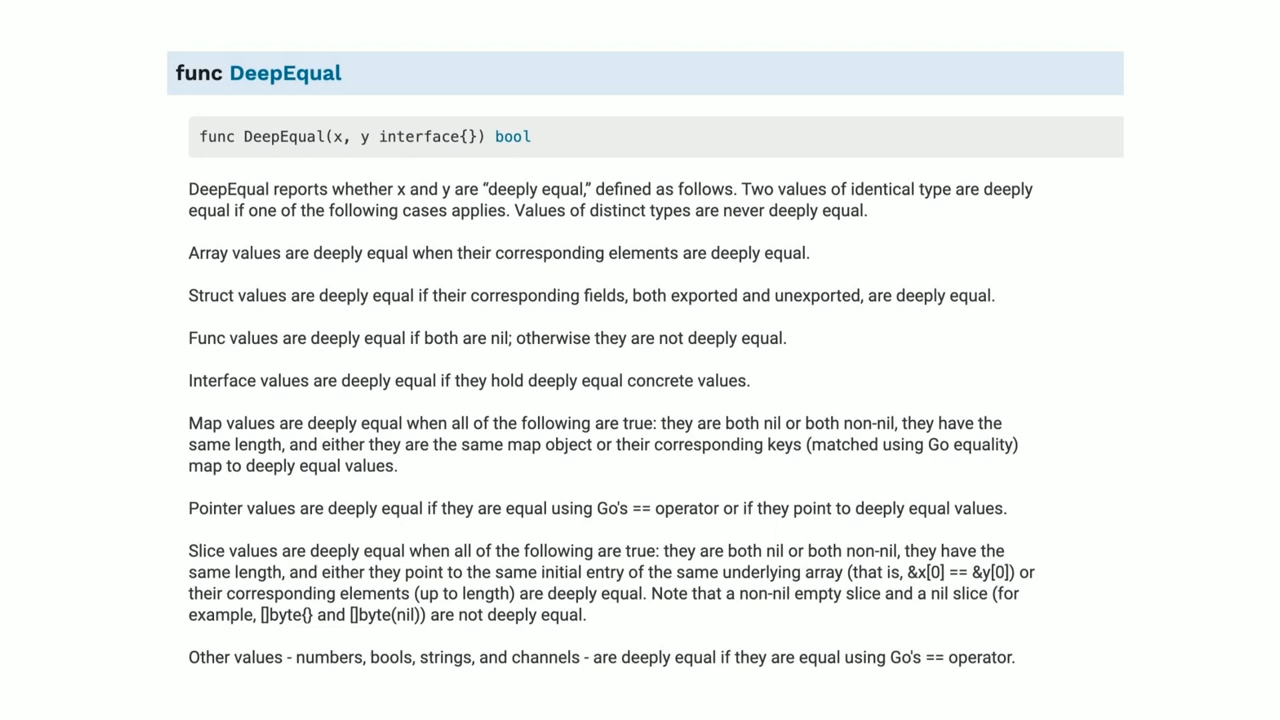 func DeepEqual
func DeepEqual(x, y interface{}) bool
DeepEqual reports whether x and y are “deeply equal,” defined as follows. Two values of identical type are deeply
equal if one of the following cases applies. Values of distinct types are never deeply equal.
Array values are deeply equal when their corresponding elements are deeply equal.
Struct values are deeply equal if their corresponding fields, both exported and unexported, are deeply equal.
Func values are deeply equal if both are nil; otherwise they are not deeply equal.
Interface values are deeply equal if they hold deeply equal concrete values.
Map values are deeply equal when all of the following are true: they are both nil or both non-nil, they have the
same length, and either they are the same map object or their corresponding keys (matched using Go equality)
map to deeply equal values.
Pointer values are deeply equal if they are equal using Go's == operator or if they point to deeply equal values.
Slice values are deeply equal when all of the following are true: they are both nil or both non-nil, they have the
same length, and either they point to the same initial entry of the same underlying array (that is, &x[0] == &y[0]) or
their corresponding elements (up to length) are deeply equal. Note that a non-nil empty slice and a nil slice (for
example, []byte{} and []byte(nil)) are not deeply equal.
Other values - numbers, bools, strings, and channels - are deeply equal if they are equal using Go's == operator.